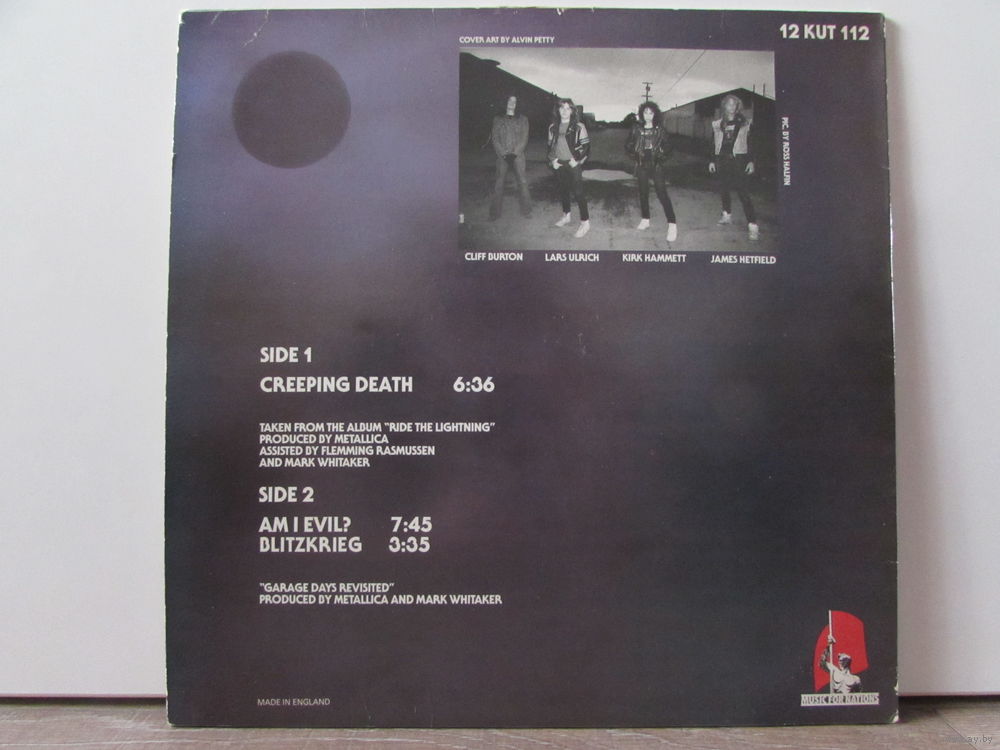 COVER ART BY ALVIN PETTY
12 KUT 112
PIC. BY ROSS HALFIN
CLIFF BURTON LARS ULRICH KIRK HAMMETT JAMES HETFIELD
SIDE 1
CREEPING DEATH 6:36
TAKEN FROM THE ALBUM "RIDE THE LIGHTNING"
PRODUCED BY METALLICA
ASSISTED BY FLEMMING RASMUSSEN
AND MARK WHITAKER
SIDE 2
AM I EVIL? 7:45
BLITZKRIEG 3:35
"GARAGE DAYS REVISITED"
PRODUCED BY METALLICA AND MARK WHITAKER
MUSIC FOR NATIONS
MADE IN ENGLAND